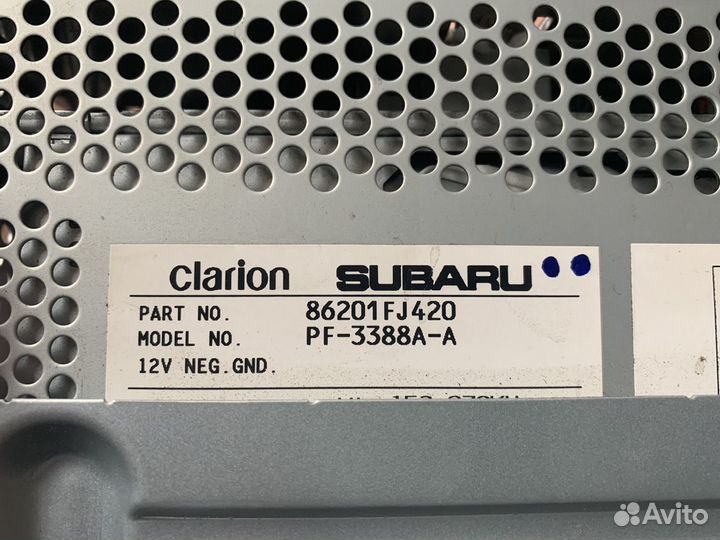 clarion SUBARU
PART NO. 86201FJ420
MODEL NO. PF-3388A-A
12V NEG.GND.
Avito